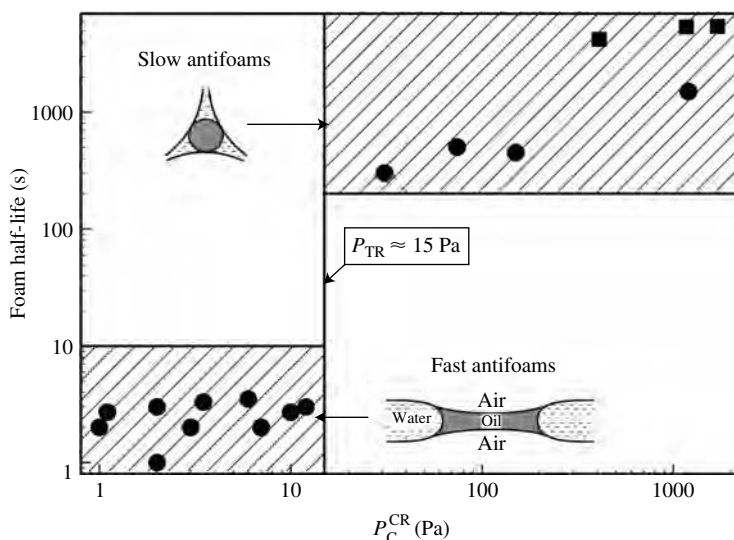 Slow antifoams
1000
100
10
1
Foam half-life (s)
P_TR ≈ 15 Pa
Fast antifoams
Air
Water
Oil
Air
1
10
100
1000
P_C^CR (Pa)